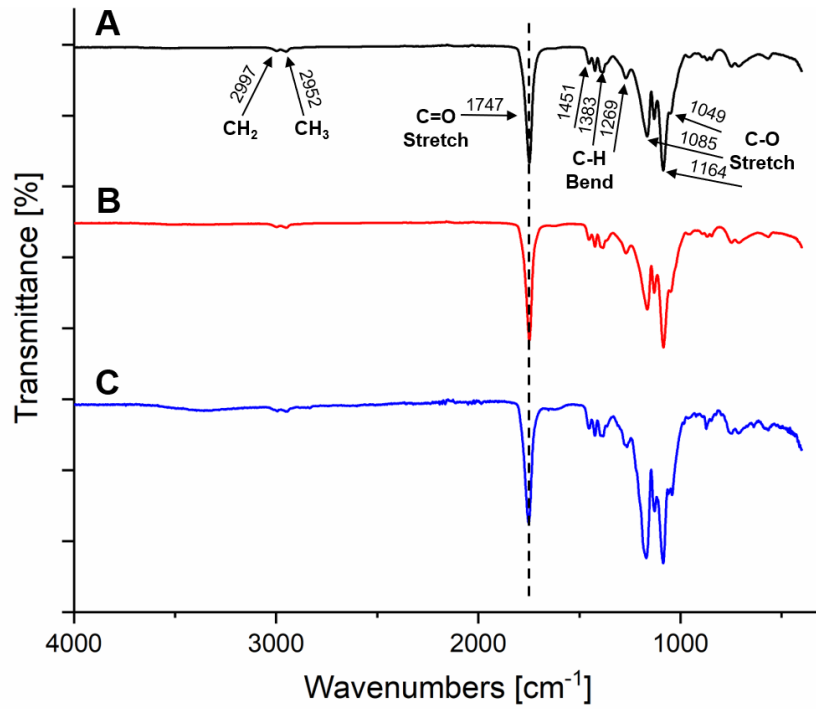 A
2997
2952
CH2
CH3
C=O
Stretch
1747
1451
1383
1269
C-H
Bend
1049
1085
1164
C-O
Stretch
B
C
Transmittance [%]
4000
3000
2000
1000
Wavenumbers [cm-1]